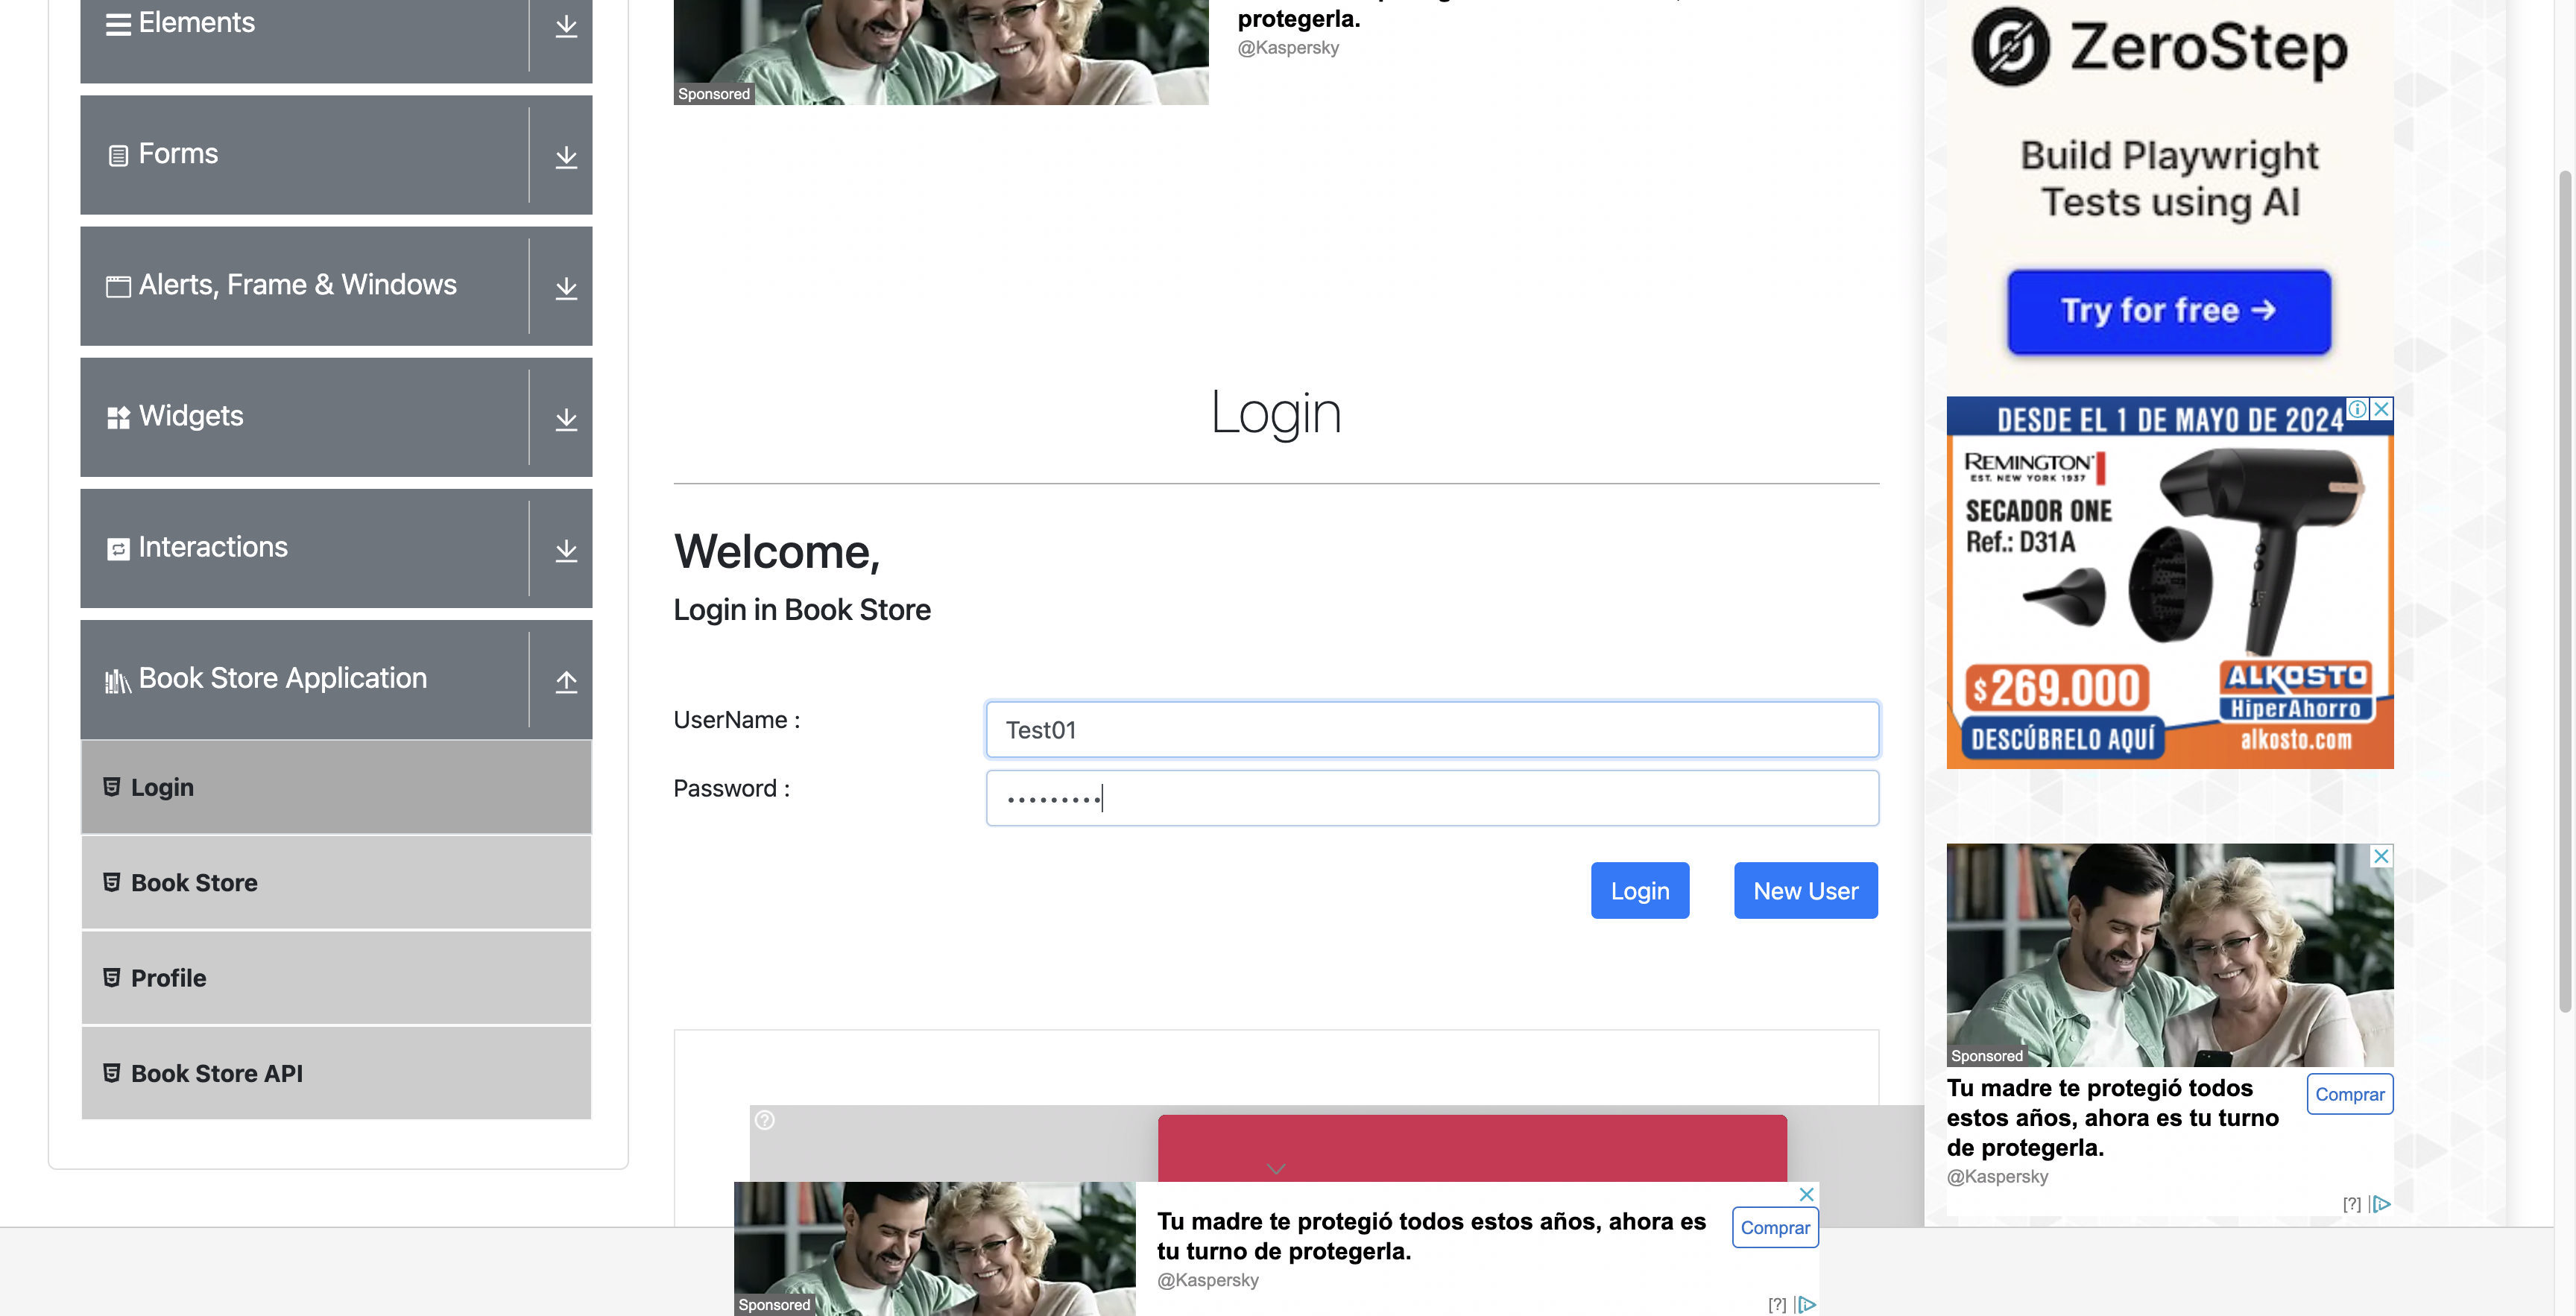 Elements
Forms
Alerts, Frame & Windows
Widgets
Interactions
Book Store Application
Login
Book Store
Profile
Book Store API
protegerla.
@Kaspersky
Sponsored
Login
Welcome,
Login in Book Store
UserName :
Test01
Password :
•••••••••
Login
New User
Tu madre te protegió todos estos años, ahora es
tu turno de protegerla.
@Kaspersky
Comprar
Sponsored
[?]
ZeroStep
Build Playwright
Tests using AI
Try for free →
DESDE EL 1 DE MAYO DE 2024
REMINGTON
EST. NEW YORK 1937
SECADOR ONE
Ref.: D31A
$269.000
DESCÚBRELO AQUÍ
ALKOSTO
HiperAhorro
alkosto.com
Sponsored
Tu madre te protegió todos
estos años, ahora es tu turno
de protegerla.
@Kaspersky
Comprar
[?]